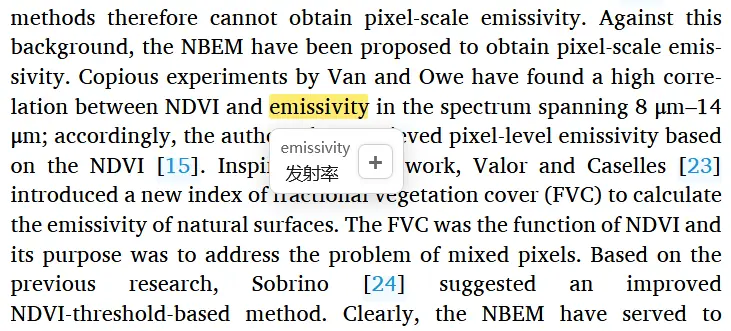 methods therefore cannot obtain pixel-scale emissivity. Against this
background, the NBEM have been proposed to obtain pixel-scale emis-
sivity. Copious experiments by Van and Owe have found a high corre-
lation between NDVI and emissivity in the spectrum spanning 8 μm–14
μm; accordingly, the eved pixel-level emissivity based
emissivity
发射率
+
on the NDVI [15]. work, Valor and Caselles [23]
introduced a new index of fractional vegetation cover (FVC) to calculate
the emissivity of natural surfaces. The FVC was the function of NDVI and
its purpose was to address the problem of mixed pixels. Based on the
previous research, Sobrino [24] suggested an improved
NDVI-threshold-based method. Clearly, the NBEM have served to